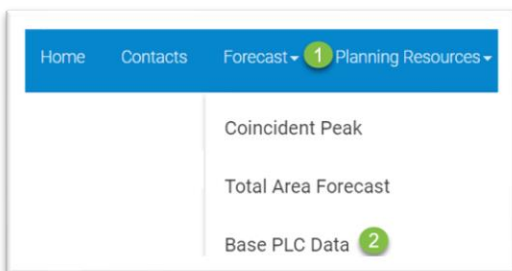 Home Contacts Forecast 1 Planning Resources
Coincident Peak
Total Area Forecast
Base PLC Data 2